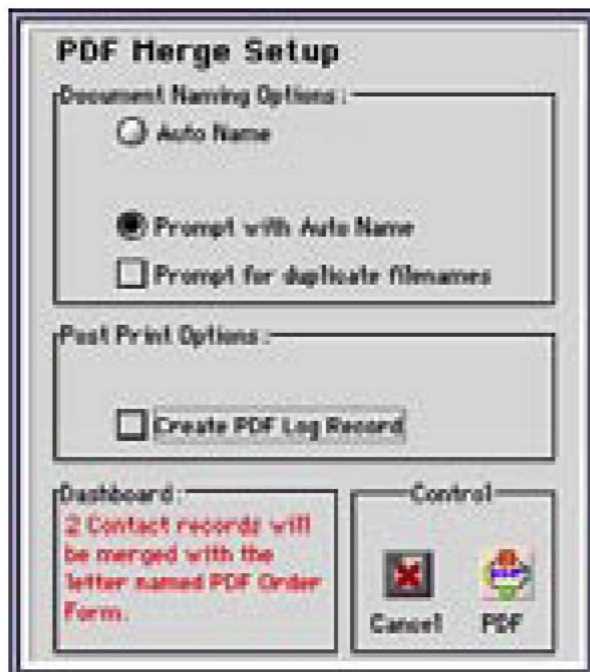 PDF Merge Setup
Document Naming Options:
Auto Name
Prompt with Auto Name
Prompt for duplicate filenames
Post Print Options:
Create PDF Log Record
Dashboard:
2 Contact records will
be merged with the
letter named PDF Order
Form.
Control
Cancel
PDF